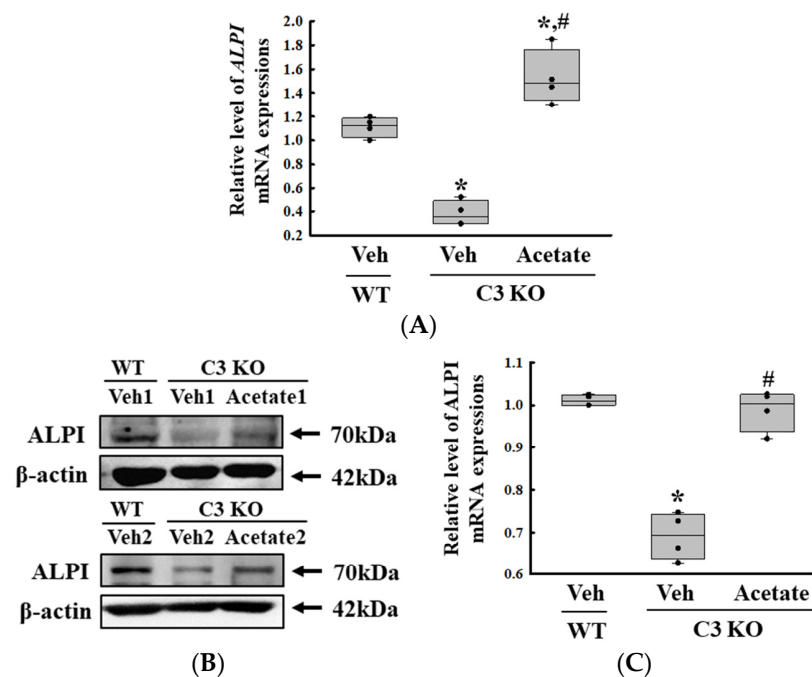 Relative level of ALPI
mRNA expressions
2.0
1.8
1.6
1.4
1.2
1.0
0.8
0.6
0.4
0.2
*
*,#
Veh Veh Acetate
WT C3 KO
(A)
WT C3 KO
Veh1 Veh1 Acetate1
ALPI 70kDa
β-actin 42kDa
WT C3 KO
Veh2 Veh2 Acetate2
ALPI 70kDa
β-actin 42kDa
(B)
Relative level of ALPI
mRNA expressions
1.1
1.0
0.9
0.8
0.7
0.6
*
#
Veh Veh Acetate
WT C3 KO
(C)